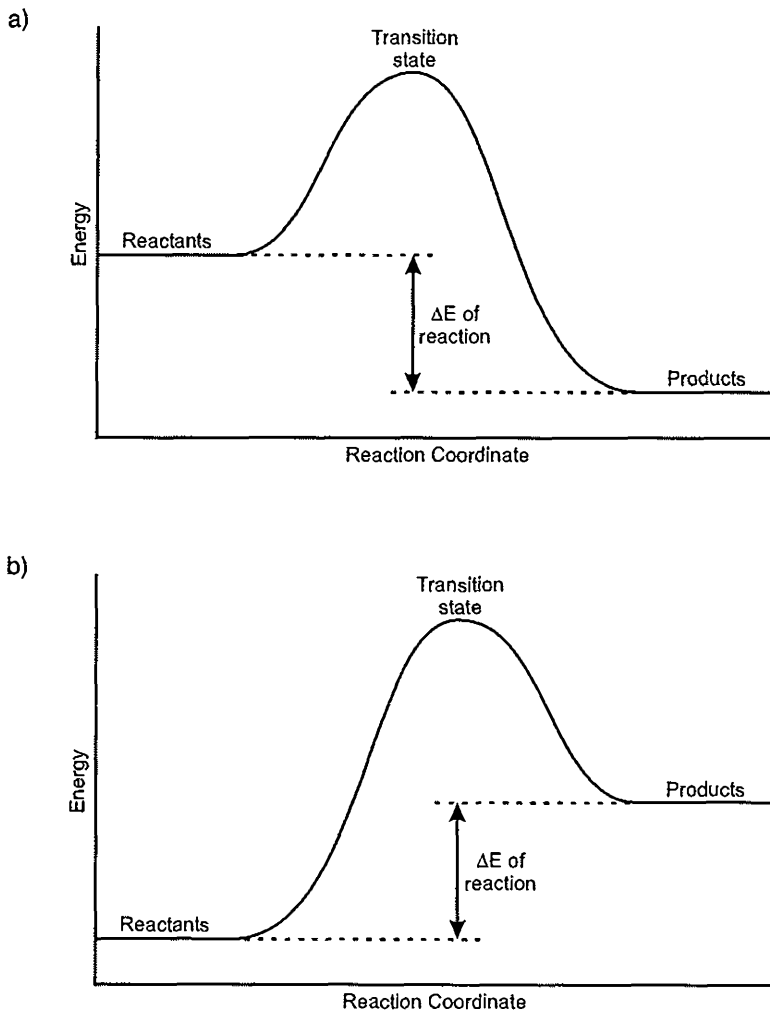 a)
Transition
state
Energy
Reactants
ΔE of
reaction
Products
Reaction Coordinate
b)
Transition
state
Energy
Products
ΔE of
reaction
Reactants
Reaction Coordinate